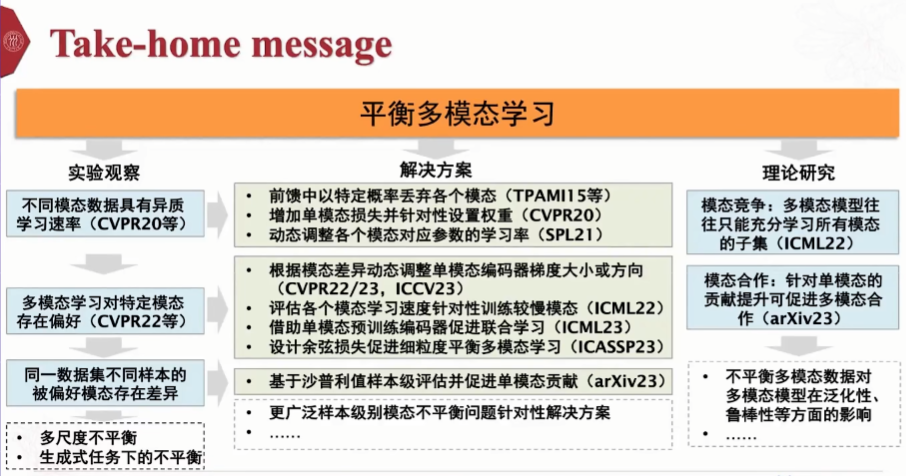 Take-home message
平衡多模态学习
实验观察
不同模态数据具有异质
学习速率（CVPR20等）
多模态学习对特定模态
存在偏好（CVPR22等）
同一数据集不同样本的
被偏好模态存在差异
• 多尺度不平衡
• 生成式任务下的不平衡
解决方案
• 前馈中以特定概率丢弃各个模态（TPAMI15等）
• 增加单模态损失并针对性设置权重（CVPR20）
• 动态调整各个模态对应参数的学习率（SPL21）
• 根据模态差异动态调整单模态编码器梯度大小或方向
（CVPR22/23，ICCV23）
• 评估各个模态学习速度针对性训练较慢模态（ICML22）
• 借助单模态预训练编码器促进联合学习（ICML23）
• 设计余弦损失促进细粒度平衡多模态学习（ICASSP23）
• 基于沙普利值样本级评估并促进单模态贡献（arXiv23）
• 更广泛样本级别模态不平衡问题针对性解决方案
• ……
理论研究
模态竞争：多模态模型往
往只能充分学习所有模态
的子集（ICML22）
模态合作：针对单模态的
贡献提升可促进多模态合
作（arXiv23）
• 不平衡多模态数据对
多模态模型在泛化性、
鲁棒性等方面的影响
• ……